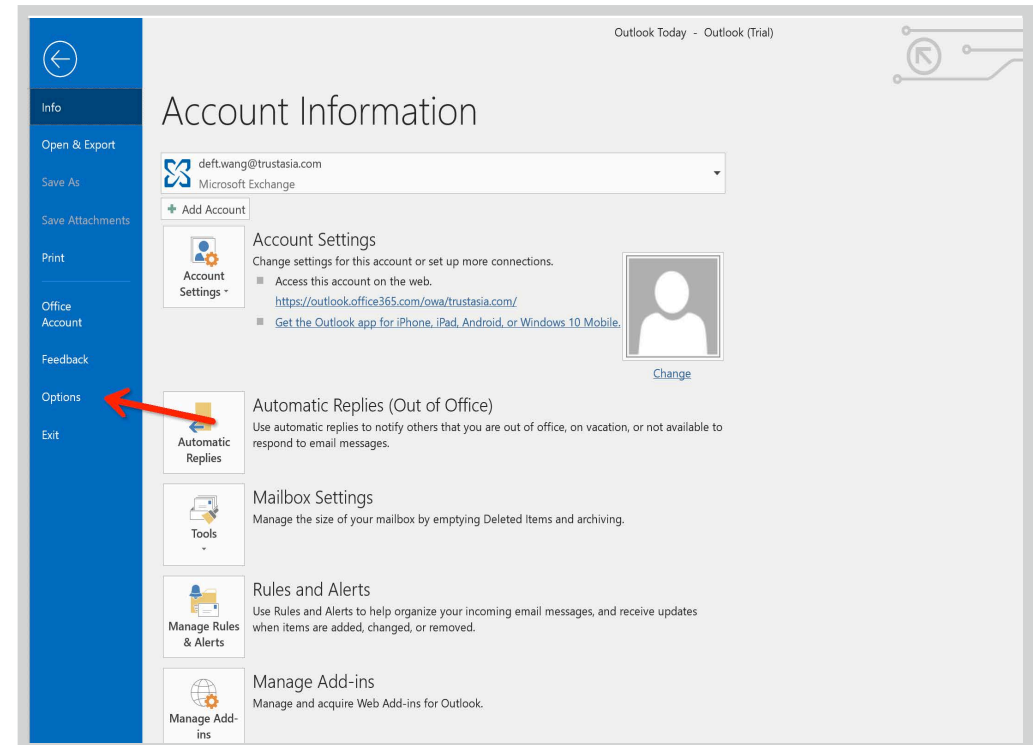 Outlook Today - Outlook (Trial)
Info
Open & Export
Save As
Save Attachments
Print
Office
Account
Feedback
Options
Exit
Account Information
deft.wang@trustasia.com
Microsoft Exchange
+ Add Account
Account
Settings
Account Settings
Change settings for this account or set up more connections.
Access this account on the web.
https://outlook.office365.com/owa/trustasia.com/
Get the Outlook app for iPhone, iPad, Android, or Windows 10 Mobile.
Change
Automatic
Replies
Automatic Replies (Out of Office)
Use automatic replies to notify others that you are out of office, on vacation, or not available to
respond to email messages.
Tools
Mailbox Settings
Manage the size of your mailbox by emptying Deleted Items and archiving.
Manage Rules
& Alerts
Rules and Alerts
Use Rules and Alerts to help organize your incoming email messages, and receive updates
when items are added, changed, or removed.
Manage Add-
ins
Manage Add-ins
Manage and acquire Web Add-ins for Outlook.